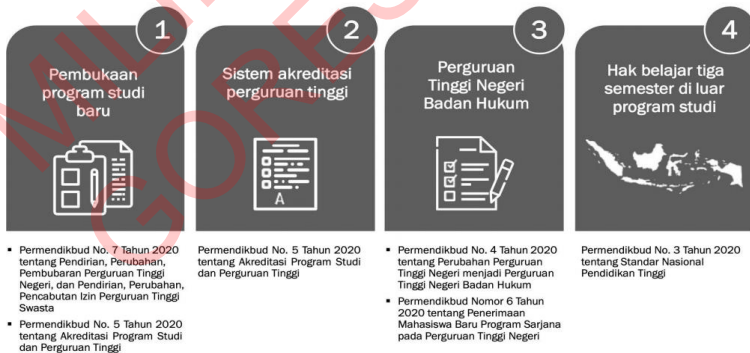 1
Pembukaan
program studi
baru
2
Sistem akreditasi
perguruan tinggi
A
3
Perguruan
Tinggi Negeri
Badan Hukum
4
Hak belajar tiga
semester di luar
program studi
▪ Permendikbud No. 7 Tahun 2020
tentang Pendirian, Perubahan,
Pembubaran Perguruan Tinggi
Negeri, dan Pendirian, Perubahan,
Pencabutan Izin Perguruan Tinggi
Swasta
▪ Permendikbud No. 5 Tahun 2020
tentang Akreditasi Program Studi
dan Perguruan Tinggi
Permendikbud No. 5 Tahun 2020
tentang Akreditasi Program Studi
dan Perguruan Tinggi
▪ Permendikbud No. 4 Tahun 2020
tentang Perubahan Perguruan
Tinggi Negeri menjadi Perguruan
Tinggi Negeri Badan Hukum
▪ Permendikbud Nomor 6 Tahun
2020 tentang Penerimaan
Mahasiswa Baru Program Sarjana
pada Perguruan Tinggi Negeri
Permendikbud No. 3 Tahun 2020
tentang Standar Nasional
Pendidikan Tinggi